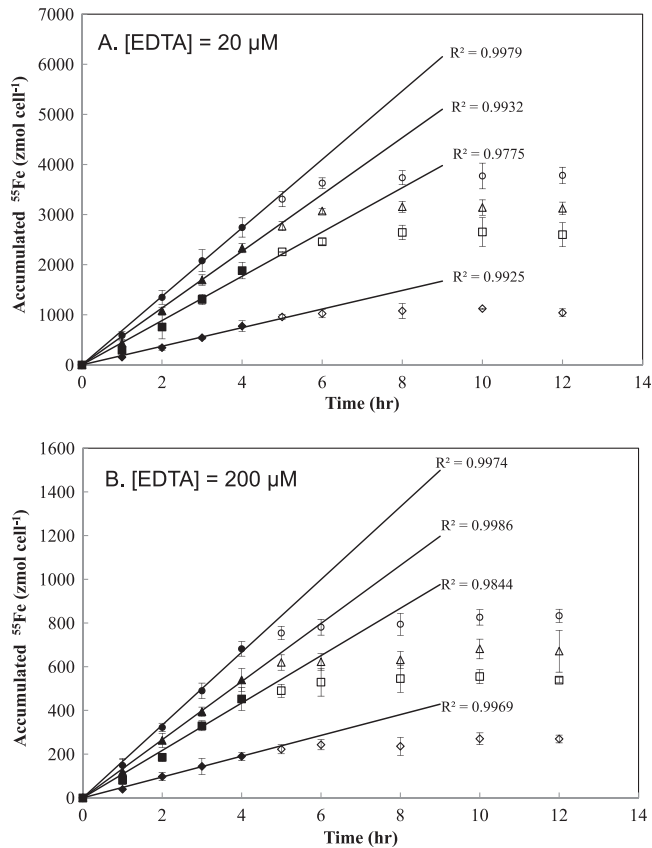 A. [EDTA] = 20 µM
Accumulated ⁵⁵Fe (zmol cell⁻¹)
7000
6000
5000
4000
3000
2000
1000
0
R² = 0.9979
R² = 0.9932
R² = 0.9775
R² = 0.9925
0 2 4 6 8 10 12 14
Time (hr)
B. [EDTA] = 200 µM
Accumulated ⁵⁵Fe (zmol cell⁻¹)
1600
1400
1200
1000
800
600
400
200
0
R² = 0.9974
R² = 0.9986
R² = 0.9844
R² = 0.9969
0 2 4 6 8 10 12 14
Time (hr)